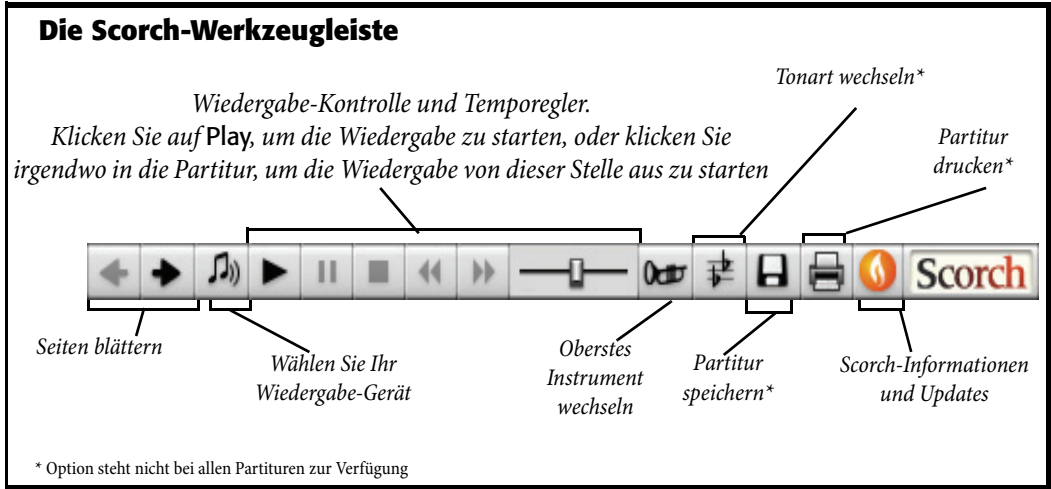 Die Scorch-Werkzeugleiste
Tonart wechseln*
Wiedergabe-Kontrolle und Temporegler.
Klicken Sie auf Play, um die Wiedergabe zu starten, oder klicken Sie
irgendwo in die Partitur, um die Wiedergabe von dieser Stelle aus zu starten
Partitur
drucken*
Scorch
Seiten blättern
Wählen Sie Ihr
Wiedergabe-Gerät
Oberstes
Instrument
wechseln
Partitur
speichern*
Scorch-Informationen
und Updates
* Option steht nicht bei allen Partituren zur Verfügung